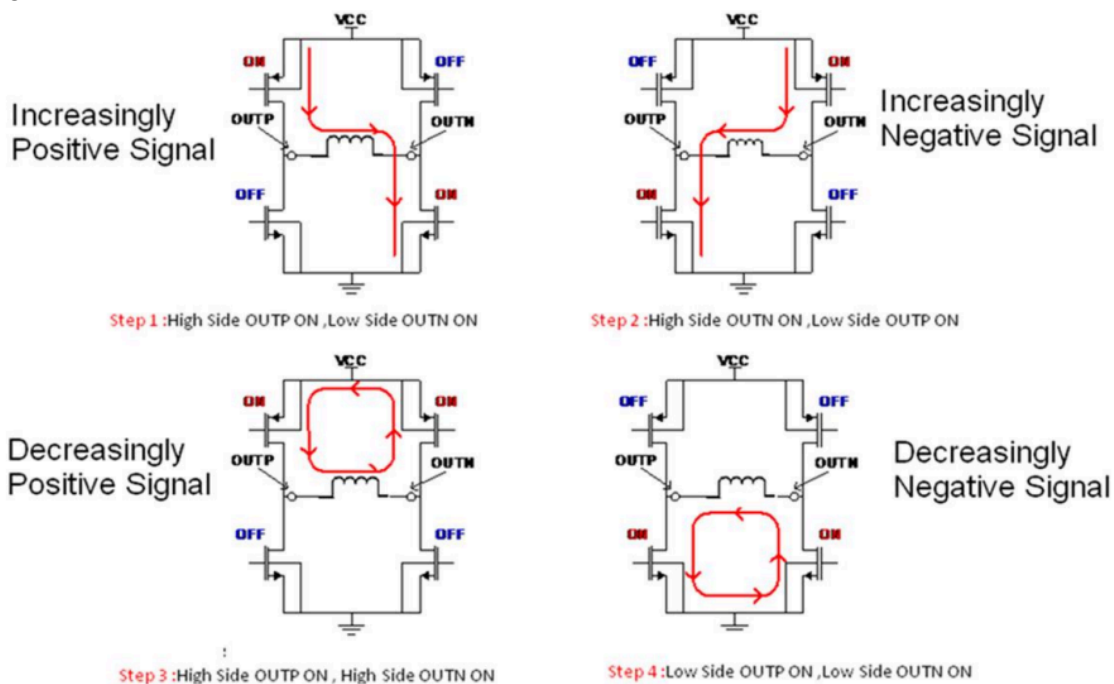 VCC
ON
OFF
OUTP
OUTN
Increasingly
Positive Signal
OFF
ON
Step 1 :High Side OUTP ON ,Low Side OUTN ON
VCC
OFF
ON
OUTP
OUTN
Increasingly
Negative Signal
ON
OFF
Step 2 :High Side OUTN ON ,Low Side OUTP ON
VCC
ON
ON
OUTP
OUTN
Decreasingly
Positive Signal
OFF
OFF
:
Step 3 :High Side OUTP ON , High Side OUTN ON
VCC
OFF
OFF
OUTP
OUTN
Decreasingly
Negative Signal
ON
ON
Step 4 :Low Side OUTP ON ,Low Side OUTN ON